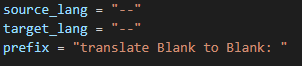 source_lang = "--"
target_lang = "--"
prefix = "translate Blank to Blank: "